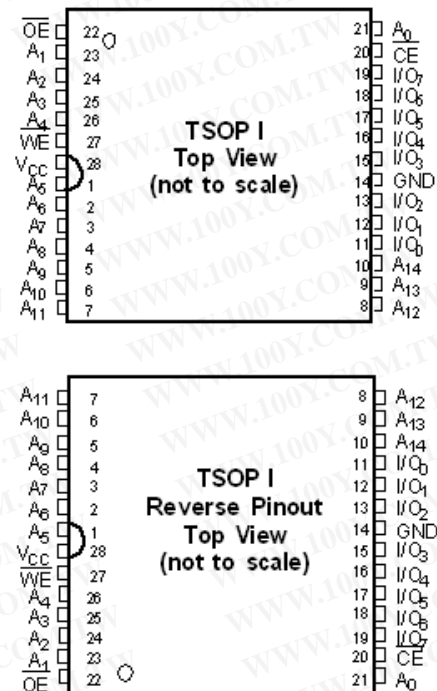 OE 22 21 A0
A1 23 20 CE
A2 24 19 I/O7
A3 25 18 I/O6
A4 26 17 I/O5
WE 27 16 I/O4
VCC 28 15 I/O3
A5 1 14 GND
A6 2 13 I/O2
A7 3 12 I/O1
A8 4 11 I/O0
A9 5 10 A14
A10 6 9 A13
A11 7 8 A12
TSOP I
Top View
(not to scale)
A11 7 8 A12
A10 6 9 A13
A9 5 10 A14
A8 4 11 I/O0
A7 3 12 I/O1
A6 2 13 I/O2
A5 1 14 GND
VCC 28 15 I/O3
WE 27 16 I/O4
A4 26 17 I/O5
A3 25 18 I/O6
A2 24 19 I/O7
A1 23 20 CE
OE 22 21 A0
TSOP I
Reverse Pinout
Top View
(not to scale)
WWW.100Y.COM.TW